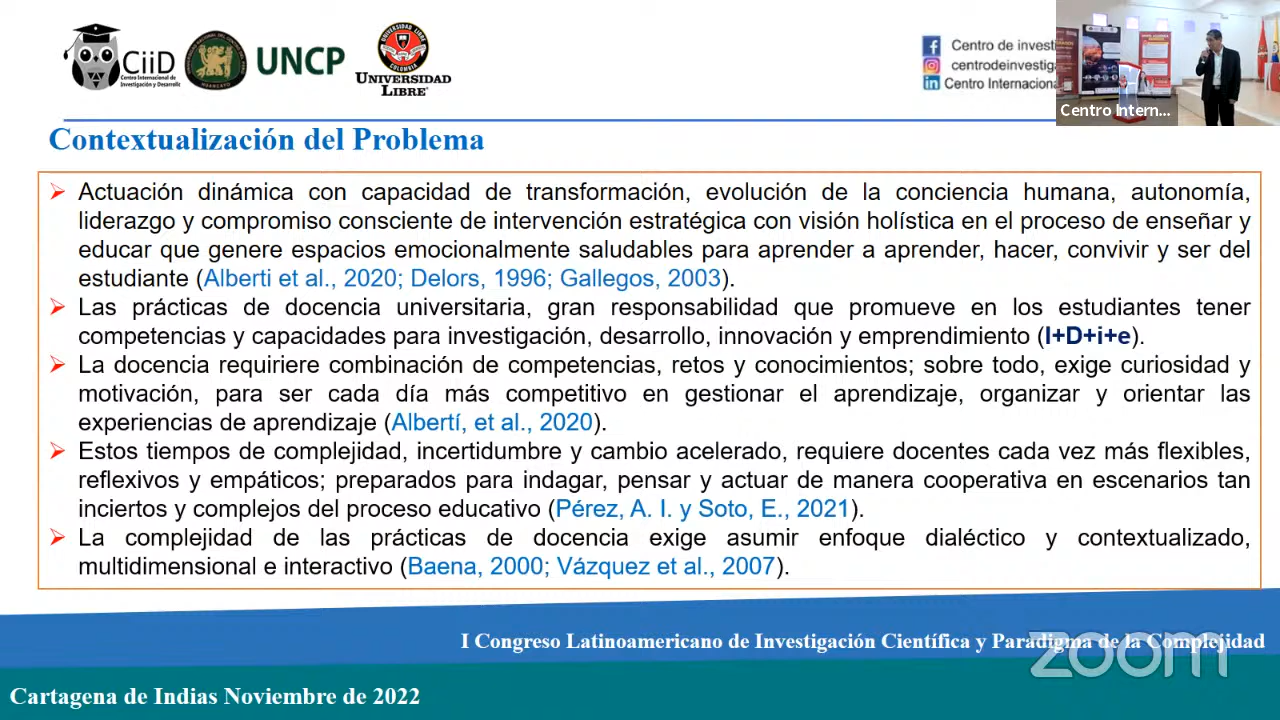 CiiD
Centro Internacional de
Investigación y Desarrollo
UNCP
UNIVERSIDAD
LIBRE
Centro de investi
centrodeinvestiga
Centro Internaciona
Centro Intern...
Contextualización del Problema
Actuación dinámica con capacidad de transformación, evolución de la conciencia humana, autonomía,
liderazgo y compromiso consciente de intervención estratégica con visión holística en el proceso de enseñar y
educar que genere espacios emocionalmente saludables para aprender a aprender, hacer, convivir y ser del
estudiante (Alberti et al., 2020; Delors, 1996; Gallegos, 2003).
Las prácticas de docencia universitaria, gran responsabilidad que promueve en los estudiantes tener
competencias y capacidades para investigación, desarrollo, innovación y emprendimiento (I+D+i+e).
La docencia requiriere combinación de competencias, retos y conocimientos; sobre todo, exige curiosidad y
motivación, para ser cada día más competitivo en gestionar el aprendizaje, organizar y orientar las
experiencias de aprendizaje (Albertí, et al., 2020).
Estos tiempos de complejidad, incertidumbre y cambio acelerado, requiere docentes cada vez más flexibles,
reflexivos y empáticos; preparados para indagar, pensar y actuar de manera cooperativa en escenarios tan
inciertos y complejos del proceso educativo (Pérez, A. I. y Soto, E., 2021).
La complejidad de las prácticas de docencia exige asumir enfoque dialéctico y contextualizado,
multidimensional e interactivo (Baena, 2000; Vázquez et al., 2007).
I Congreso Latinoamericano de Investigación Científica y Paradigma de la Complejidad
zoom
Cartagena de Indias Noviembre de 2022